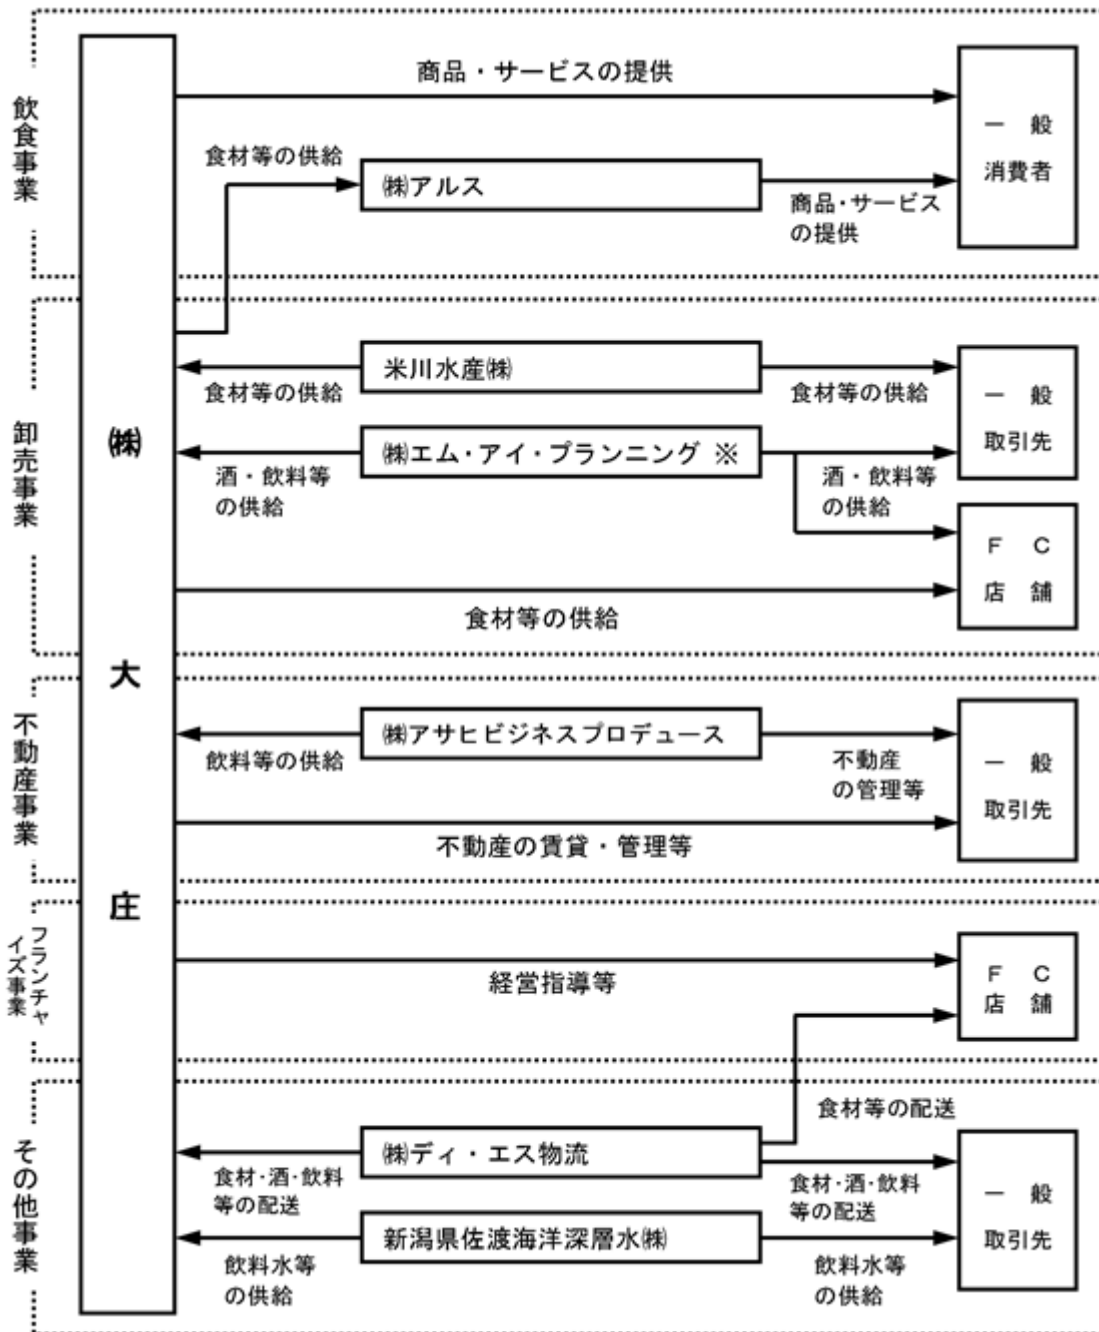 飲食事業
商品・サービスの提供
一般
消費者
食材等の供給
㈱アルス
商品・サービス
の提供
卸売事業
米川水産㈱
食材等の供給
食材等の供給
一般
取引先
㈱エム・アイ・プランニング ※
酒・飲料等
の供給
酒・飲料等
の供給
ＦＣ
店舗
食材等の供給
㈱大庄
不動産事業
㈱アサヒビジネスプロデュース
飲料等の供給
不動産
の管理等
一般
取引先
不動産の賃貸・管理等
フランチャ
イズ事業
経営指導等
ＦＣ
店舗
その他事業
食材等の配送
㈱ディ・エス物流
食材・酒・飲料
等の配送
食材・酒・飲料
等の配送
一般
取引先
新潟県佐渡海洋深層水㈱
飲料水等
の供給
飲料水等
の供給